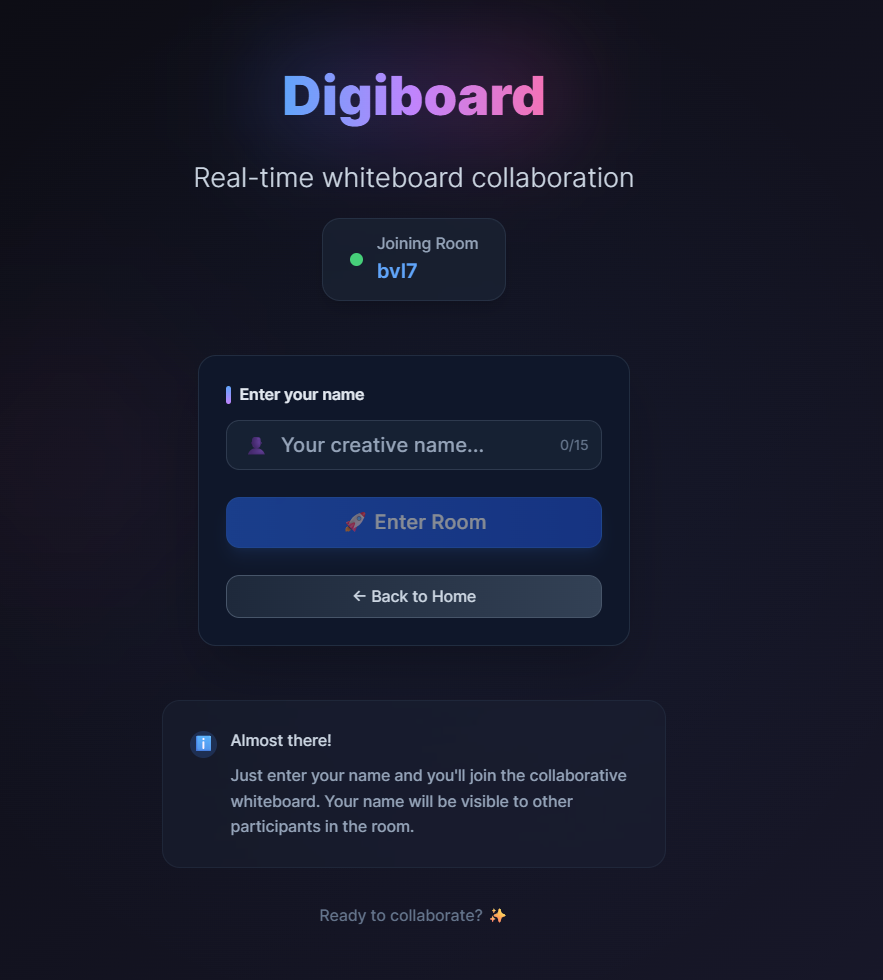 Digiboard
Real-time whiteboard collaboration
Joining Room
bvl7
Enter your name
Your creative name...
0/15
🚀 Enter Room
← Back to Home
Almost there!
Just enter your name and you'll join the collaborative
whiteboard. Your name will be visible to other
participants in the room.
Ready to collaborate? ✨